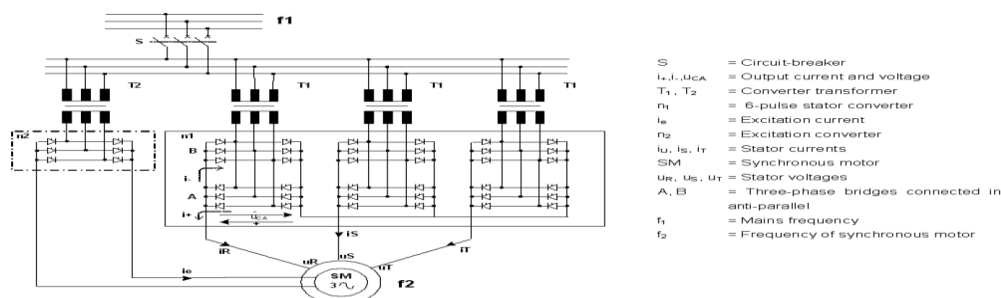 f1
S
T2
T1
T1
T1
n2
n1
B
i-
A
i+
uCA
iS
iR
iT
uR
uS
uT
ie
SM
3
f2
S = Circuit-breaker
i+,i-,uCA = Output current and voltage
T1, T2 = Converter transformer
n1 = 6-pulse stator converter
ie = Excitation current
n2 = Excitation converter
iU, iS, iT = Stator currents
SM = Synchronous motor
uR, uS, uT = Stator voltages
A, B = Three-phase bridges connected in
anti-parallel
f1 = Mains frequency
f2 = Frequency of synchronous motor